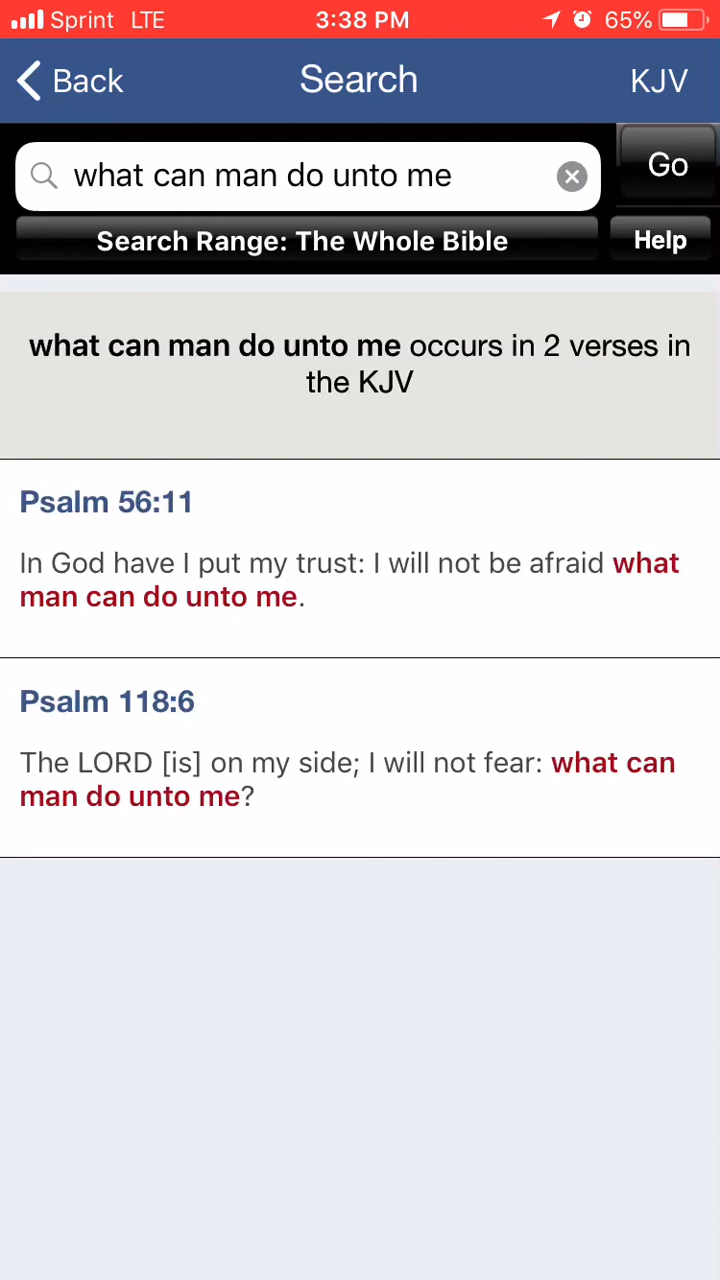 Sprint LTE 3:38 PM 65%
Back Search KJV
what can man do unto me Go
Search Range: The Whole Bible Help
what can man do unto me occurs in 2 verses in
the KJV
Psalm 56:11
In God have I put my trust: I will not be afraid what
man can do unto me.
Psalm 118:6
The LORD [is] on my side; I will not fear: what can
man do unto me?